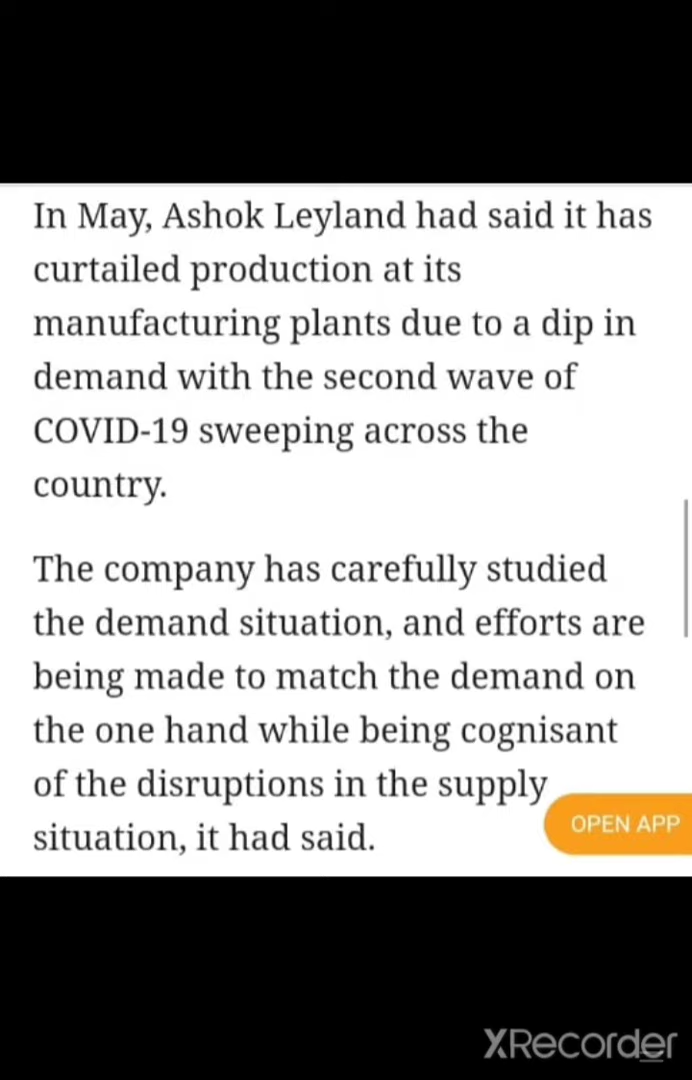 In May, Ashok Leyland had said it has
curtailed production at its
manufacturing plants due to a dip in
demand with the second wave of
COVID-19 sweeping across the
country.
The company has carefully studied
the demand situation, and efforts are
being made to match the demand on
the one hand while being cognisant
of the disruptions in the supply
situation, it had said.
OPEN APP
XRecorder